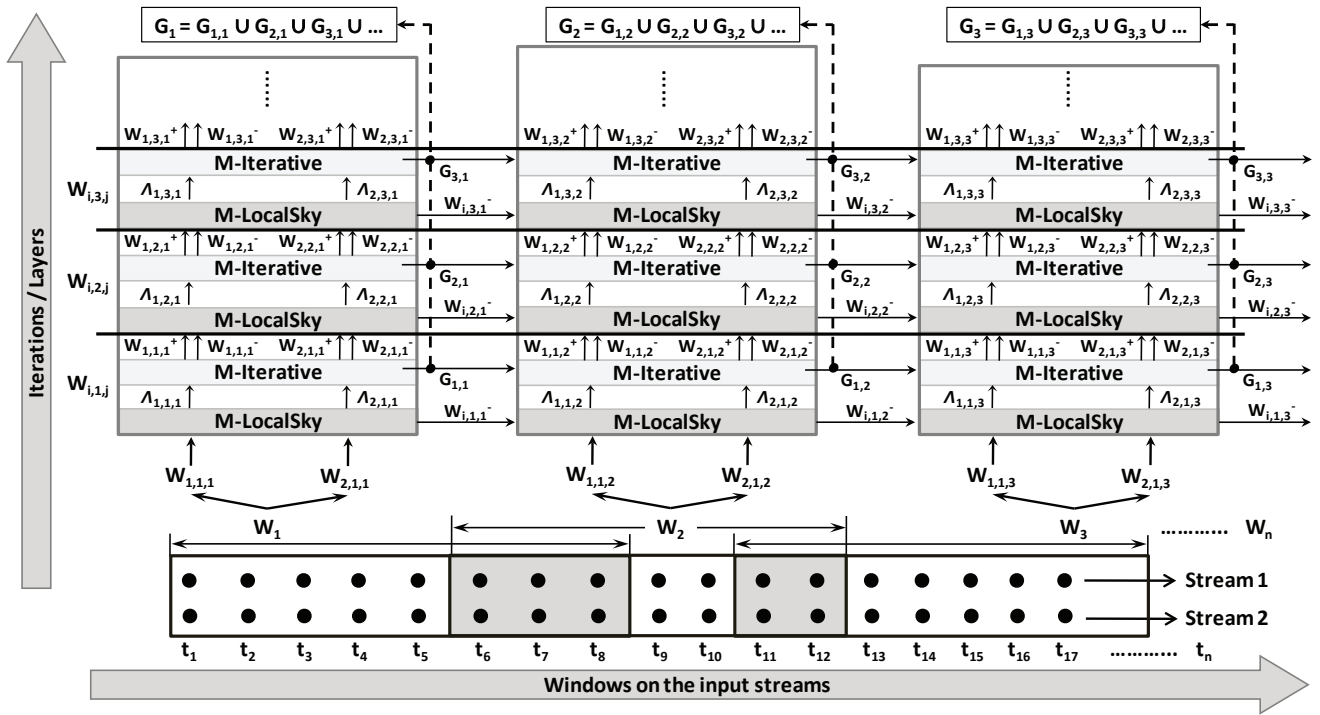 G1 = G1,1 ∪ G2,1 ∪ G3,1 ∪ ...
G2 = G1,2 ∪ G2,2 ∪ G3,2 ∪ ...
G3 = G1,3 ∪ G2,3 ∪ G3,3 ∪ ...
W1,3,1+ W1,3,1- W2,3,1+ W2,3,1-
W1,3,2+ W1,3,2- W2,3,2+ W2,3,2-
W1,3,3+ W1,3,3- W2,3,3+ W2,3,3-
M-Iterative
M-Iterative
M-Iterative
G3,1
G3,2
G3,3
Wi,3,j
Λ1,3,1 Λ2,3,1
Λ1,3,2 Λ2,3,2
Λ1,3,3 Λ2,3,3
M-LocalSky
Wi,3,1-
M-LocalSky
Wi,3,2-
M-LocalSky
Wi,3,3-
W1,2,1+ W1,2,1- W2,2,1+ W2,2,1-
W1,2,2+ W1,2,2- W2,2,2+ W2,2,2-
W1,2,3+ W1,2,3- W2,2,3+ W2,2,3-
M-Iterative
M-Iterative
M-Iterative
G2,1
G2,2
G2,3
Wi,2,j
Λ1,2,1 Λ2,2,1
Λ1,2,2 Λ2,2,2
Λ1,2,3 Λ2,2,3
M-LocalSky
Wi,2,1-
M-LocalSky
Wi,2,2-
M-LocalSky
Wi,2,3-
W1,1,1+ W1,1,1- W2,1,1+ W2,1,1-
W1,1,2+ W1,1,2- W2,1,2+ W2,1,2-
W1,1,3+ W1,1,3- W2,1,3+ W2,1,3-
M-Iterative
M-Iterative
M-Iterative
G1,1
G1,2
G1,3
Wi,1,j
Λ1,1,1 Λ2,1,1
Λ1,1,2 Λ2,1,2
Λ1,1,3 Λ2,1,3
M-LocalSky
Wi,1,1-
M-LocalSky
Wi,1,2-
M-LocalSky
Wi,1,3-
Iterations / Layers
W1,1,1 W2,1,1
W1,1,2 W2,1,2
W1,1,3 W2,1,3
W1 W2 W3 ............ Wn
Stream 1
Stream 2
t1 t2 t3 t4 t5 t6 t7 t8 t9 t10 t11 t12 t13 t14 t15 t16 t17 ............ tn
Windows on the input streams